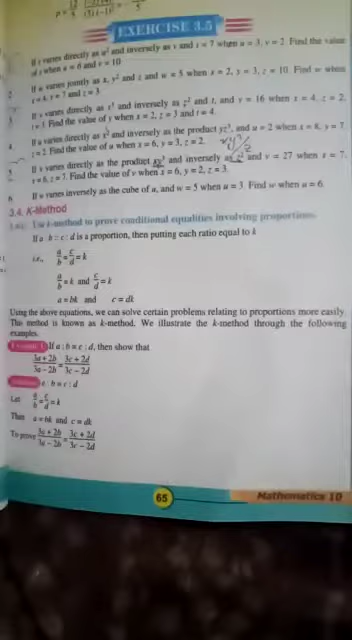 EXERCISE 3.5
If s varies directly as u² and inversely as v and s = 7 when u = 3, v = 2. Find the value
of s when u = 6 and v = 10.
2. If w varies jointly as x, y² and z and w = 5 when x = 2, y = 3, z = 10. Find w when
x = 4, y = 7 and z = 3.
3. If y varies directly as x³ and inversely as z² and t, and y = 16 when x = 4, z = 2,
t = 3. Find the value of y when x = 2, z = 3 and t = 4.
4. If u varies directly as x² and inversely as the product yz³, and u = 2 when x = 8, y = 7,
z = 2. Find the value of u when x = 6, y = 3, z = 2.
5. If v varies directly as the product xy³ and inversely as z² and v = 27 when x = 7,
y = 6, z = 7. Find the value of v when x = 6, y = 2, z = 3.
6. If w varies inversely as the cube of u, and w = 5 when u = 3. Find w when u = 6.
3.4. K-Method
Use k-method to prove conditional equalities involving proportions.
If a : b :: c : d is a proportion, then putting each ratio equal to k
i.e., a/b = c/d = k
a/b = k and c/d = k
a = bk and c = dk
Using the above equations, we can solve certain problems relating to proportions more easily.
This method is known as k-method. We illustrate the k-method through the following
examples.
If a : b = c : d, then show that
3a + 2b/3a − 2b = 3c + 2d/3c − 2d
a : b = c : d
Let a/b = c/d = k
Then a = bk and c = dk
To prove 3a + 2b/3a − 2b = 3c + 2d/3c − 2d
65
Mathematics 10